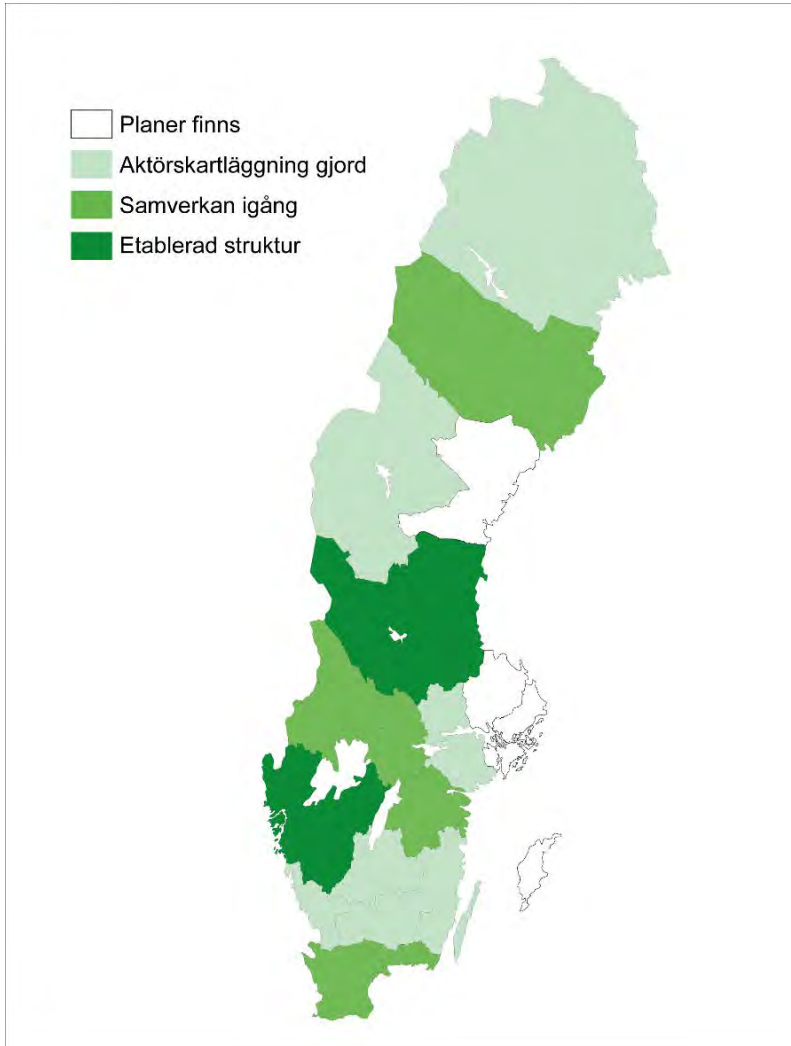 Planer finns
Aktörskartläggning gjord
Samverkan igång
Etablerad struktur